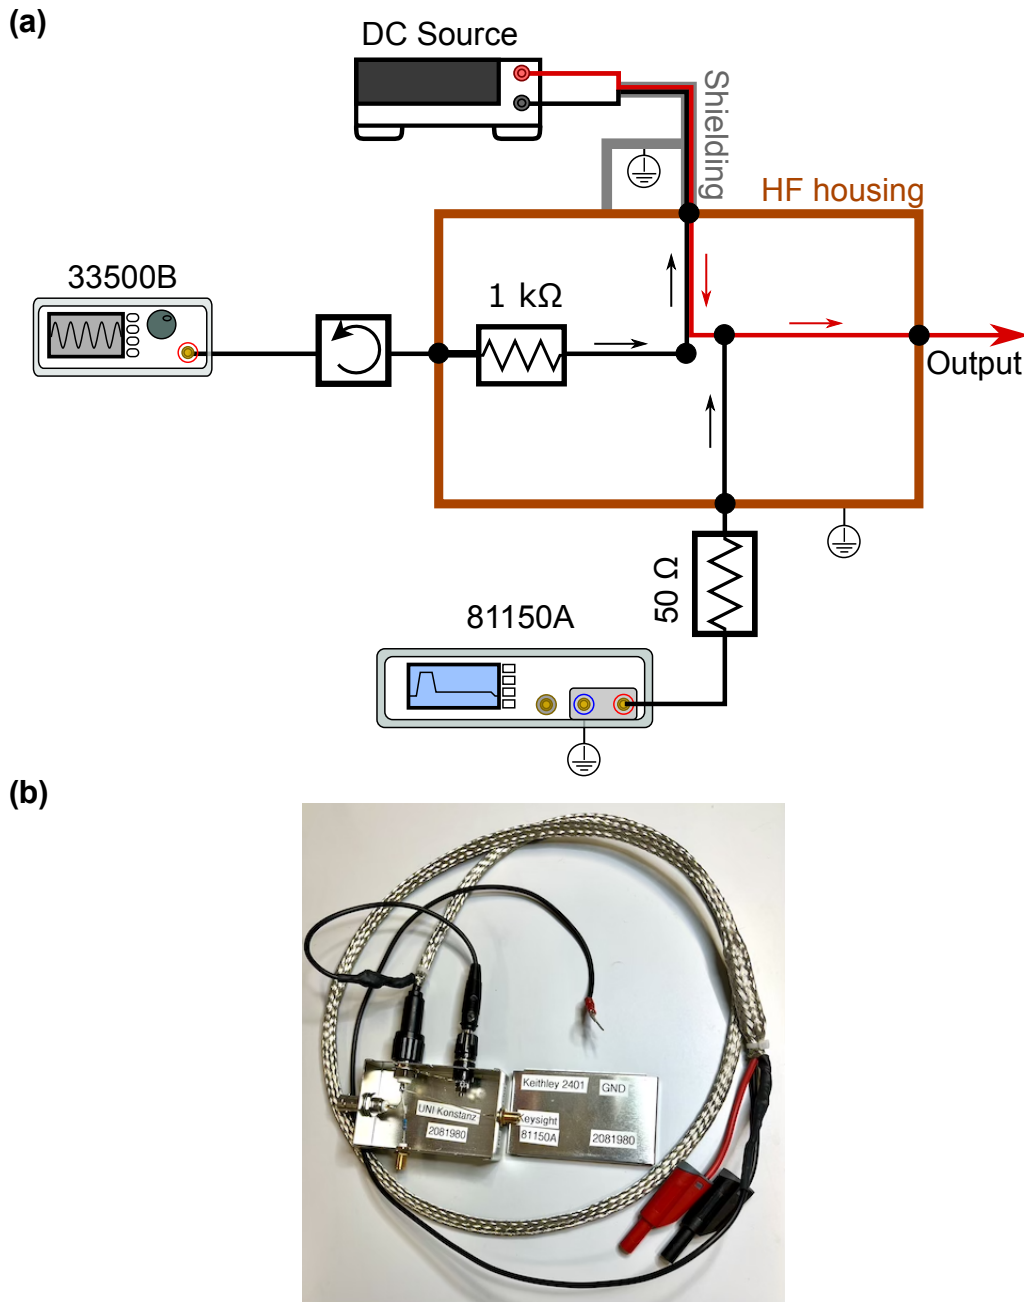 (a)
DC Source
Shielding
HF housing
33500B
1 kΩ
Output
50 Ω
81150A
(b)
Keithley 2401 GND
UNI-Konstanz
2081980
Keysight
81150A
2081980